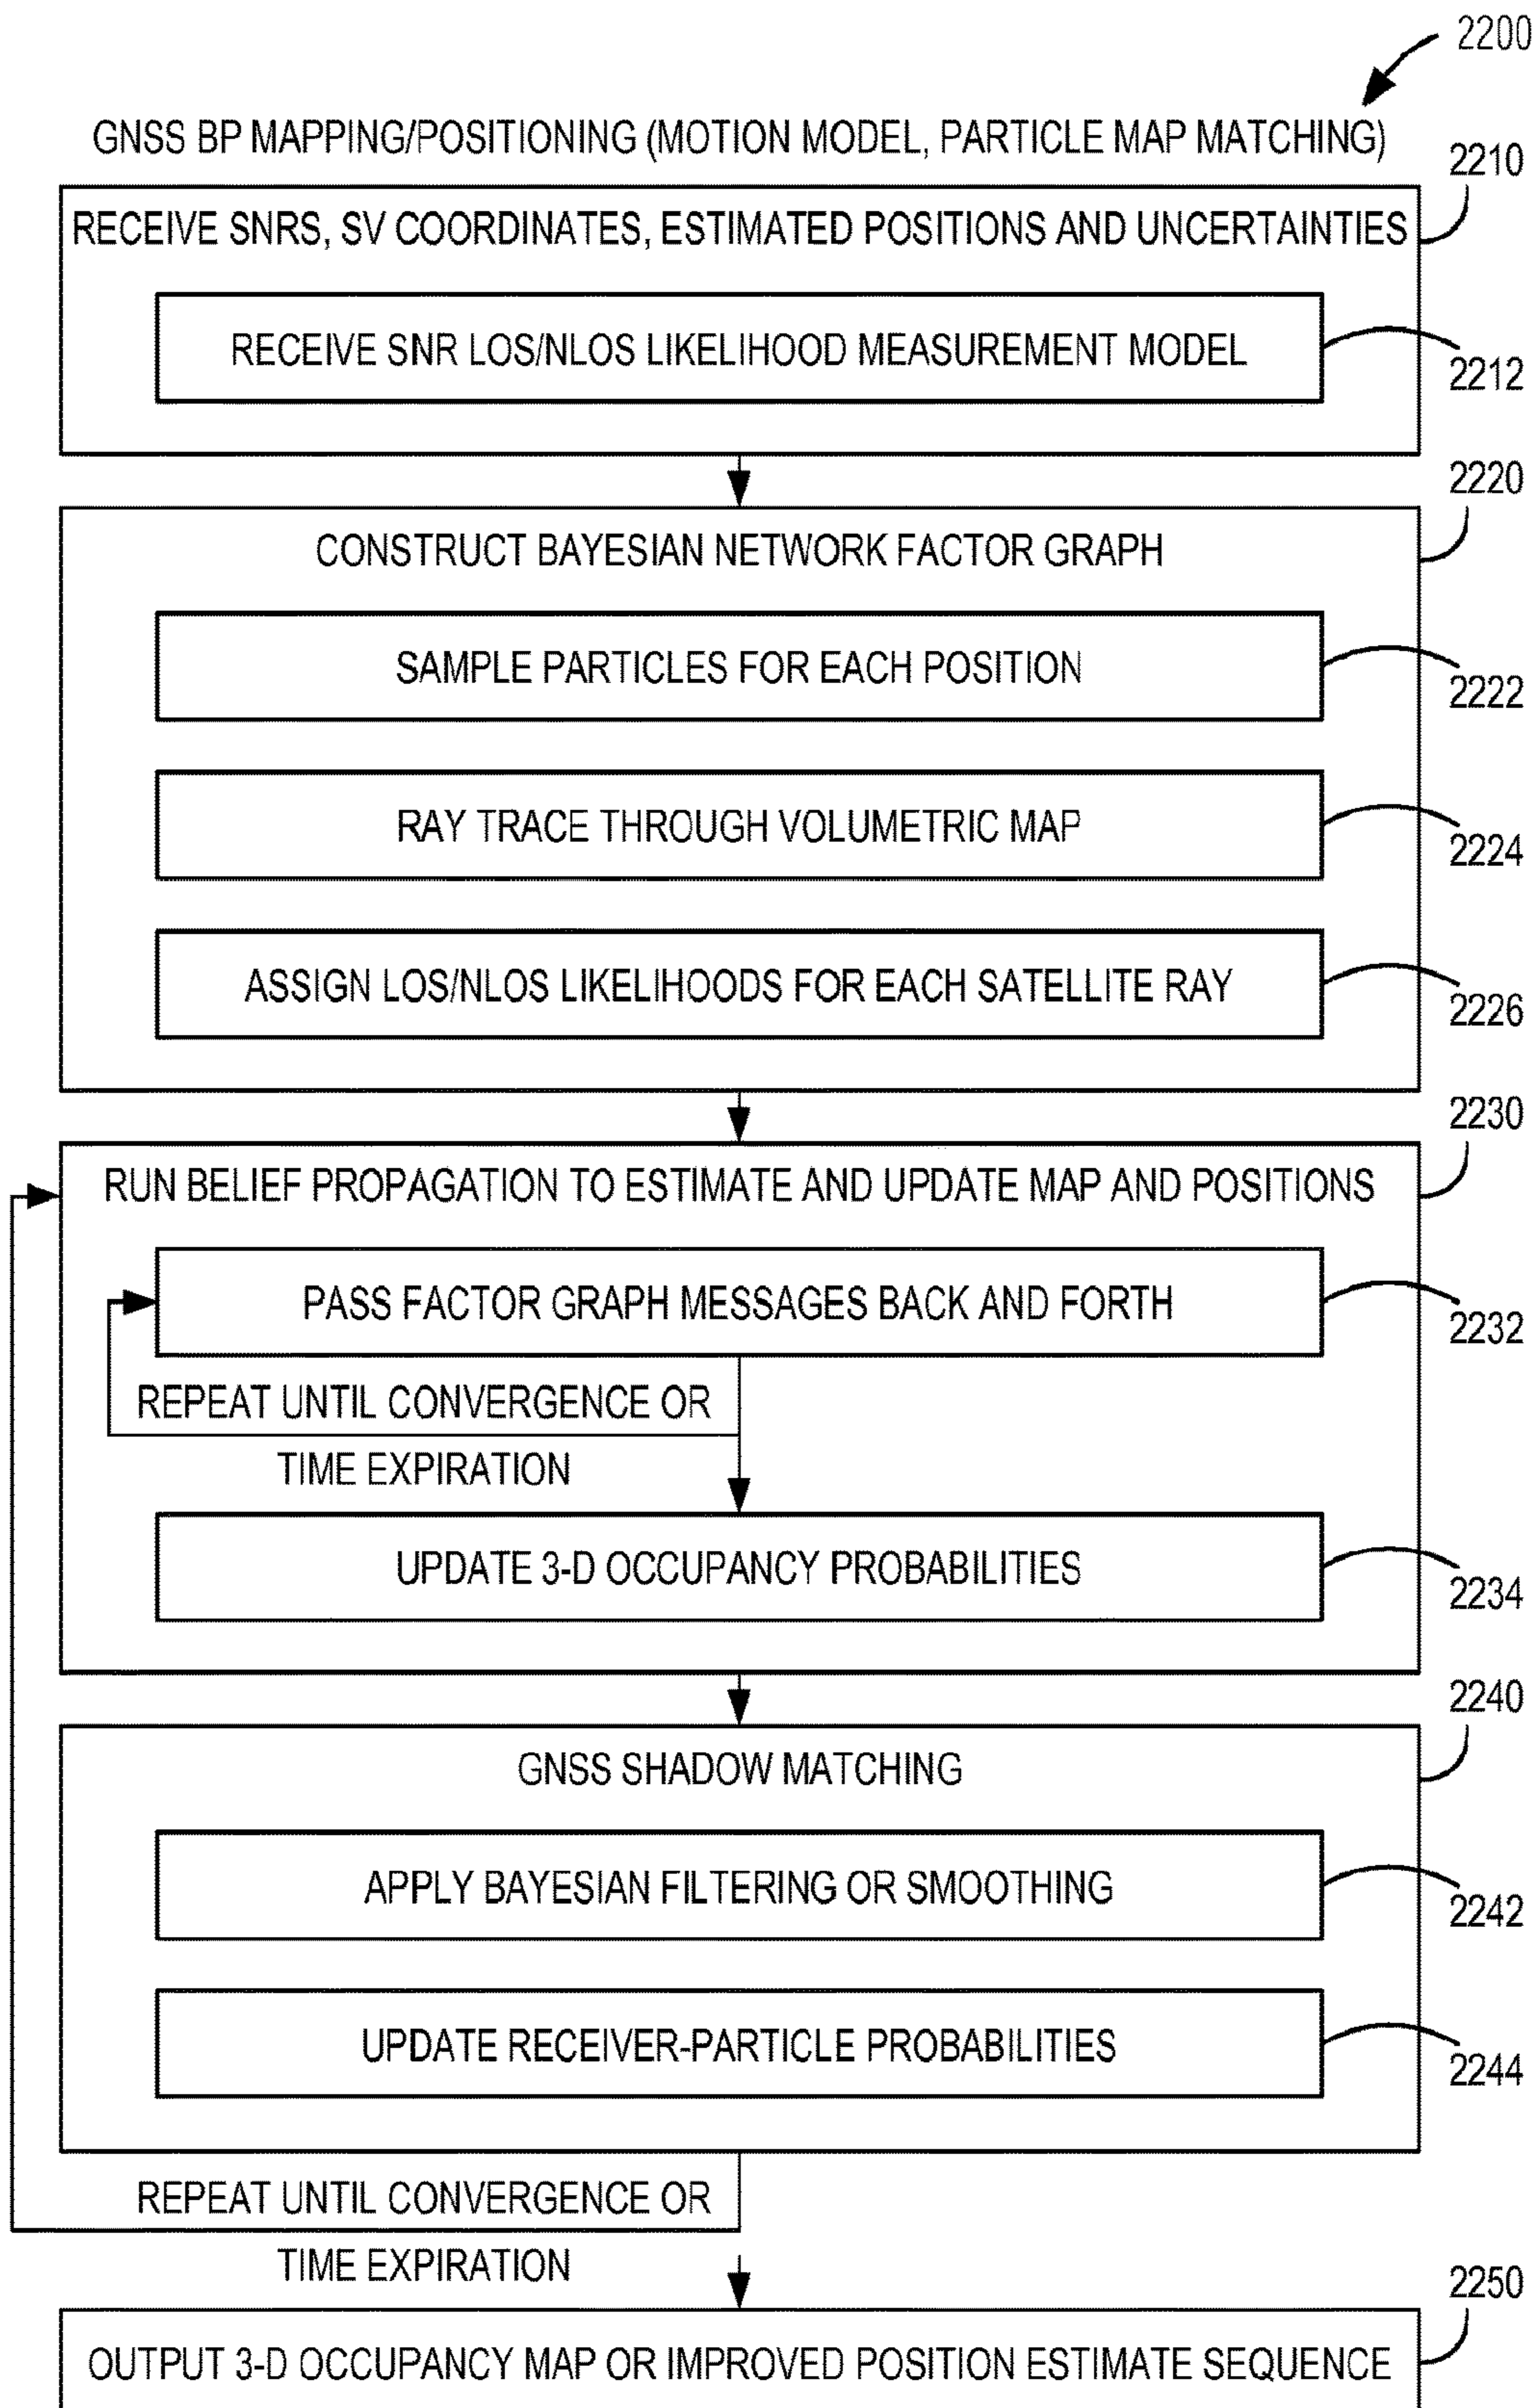 2200
GNSS BP MAPPING/POSITIONING (MOTION MODEL, PARTICLE MAP MATCHING)
2210
RECEIVE SNRS, SV COORDINATES, ESTIMATED POSITIONS AND UNCERTAINTIES
RECEIVE SNR LOS/NLOS LIKELIHOOD MEASUREMENT MODEL
2212
2220
CONSTRUCT BAYESIAN NETWORK FACTOR GRAPH
SAMPLE PARTICLES FOR EACH POSITION
2222
RAY TRACE THROUGH VOLUMETRIC MAP
2224
ASSIGN LOS/NLOS LIKELIHOODS FOR EACH SATELLITE RAY
2226
2230
RUN BELIEF PROPAGATION TO ESTIMATE AND UPDATE MAP AND POSITIONS
PASS FACTOR GRAPH MESSAGES BACK AND FORTH
2232
REPEAT UNTIL CONVERGENCE OR
TIME EXPIRATION
UPDATE 3-D OCCUPANCY PROBABILITIES
2234
2240
GNSS SHADOW MATCHING
APPLY BAYESIAN FILTERING OR SMOOTHING
2242
UPDATE RECEIVER-PARTICLE PROBABILITIES
2244
REPEAT UNTIL CONVERGENCE OR
TIME EXPIRATION
2250
OUTPUT 3-D OCCUPANCY MAP OR IMPROVED POSITION ESTIMATE SEQUENCE